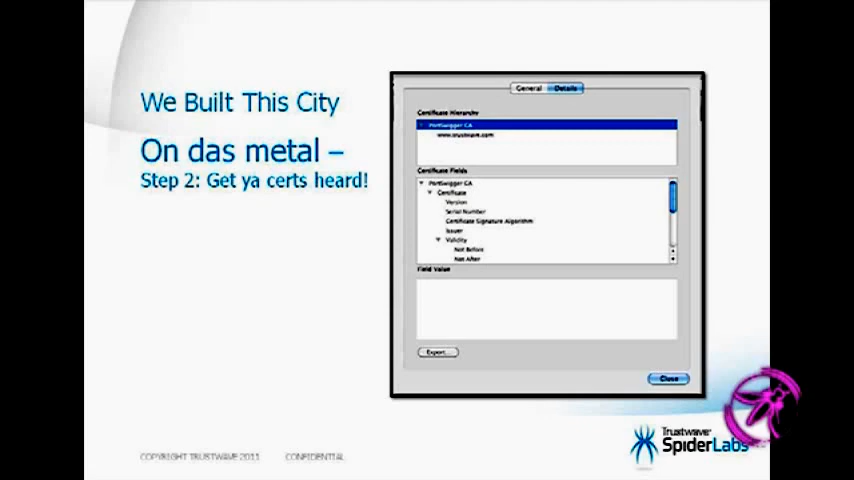 We Built This City
On das metal –
Step 2: Get ya certs heard!
General
Details
Certificate Hierarchy
PortSwigger CA
www.trustwave.com
Certificate Fields
PortSwigger CA
Certificate
Version
Serial Number
Certificate Signature Algorithm
Issuer
Validity
Not Before
Not After
Field Value
Export...
Close
Trustwave
SpiderLabs
COPYRIGHT TRUSTWAVE 2011
CONFIDENTIAL